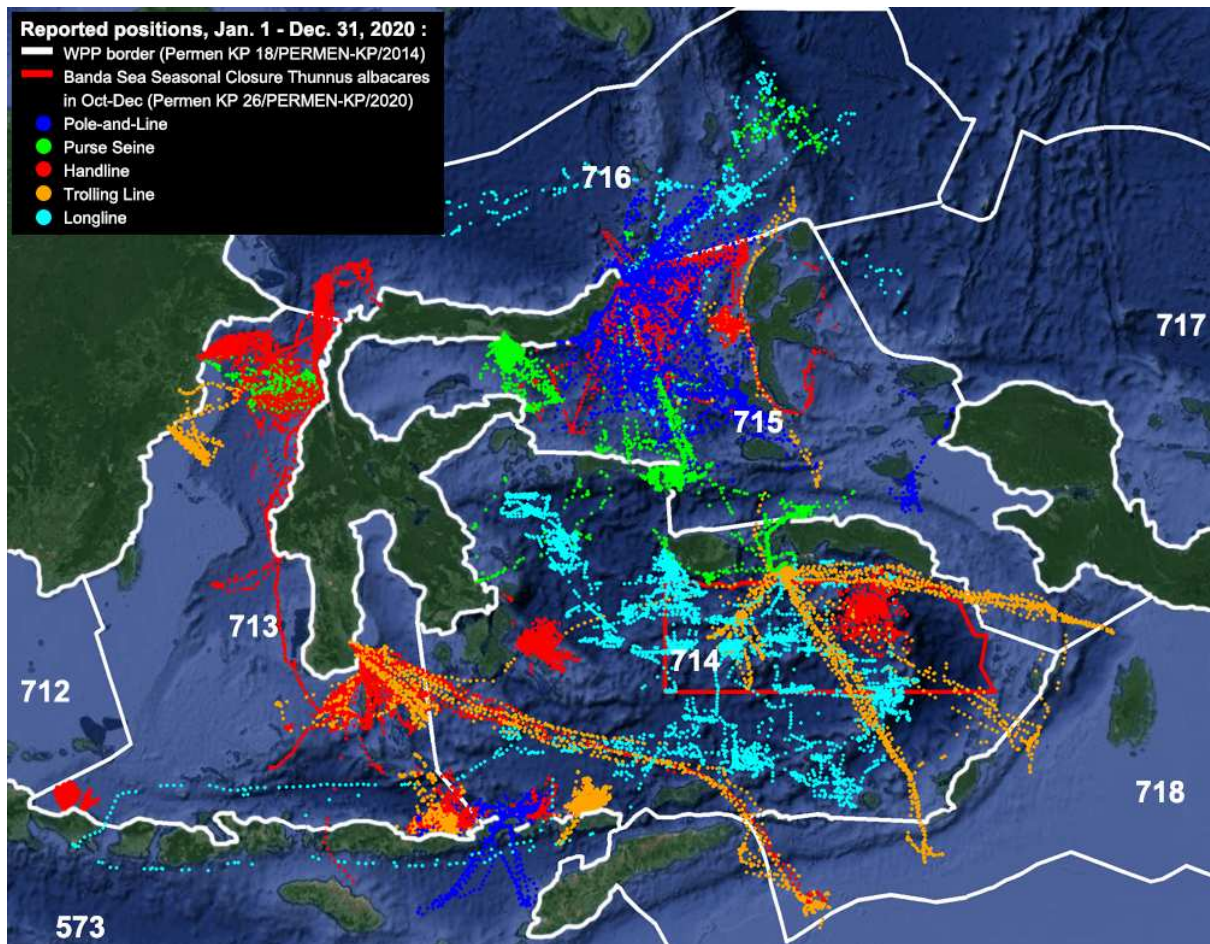 Reported positions, Jan. 1 - Dec. 31, 2020 :
WPP border (Permen KP 18/PERMEN-KP/2014)
Banda Sea Seasonal Closure Thunnus albacares
in Oct-Dec (Permen KP 26/PERMEN-KP/2020)
Pole-and-Line
Purse Seine
Handline
Trolling Line
Longline
716
717
715
713
714
712
718
573